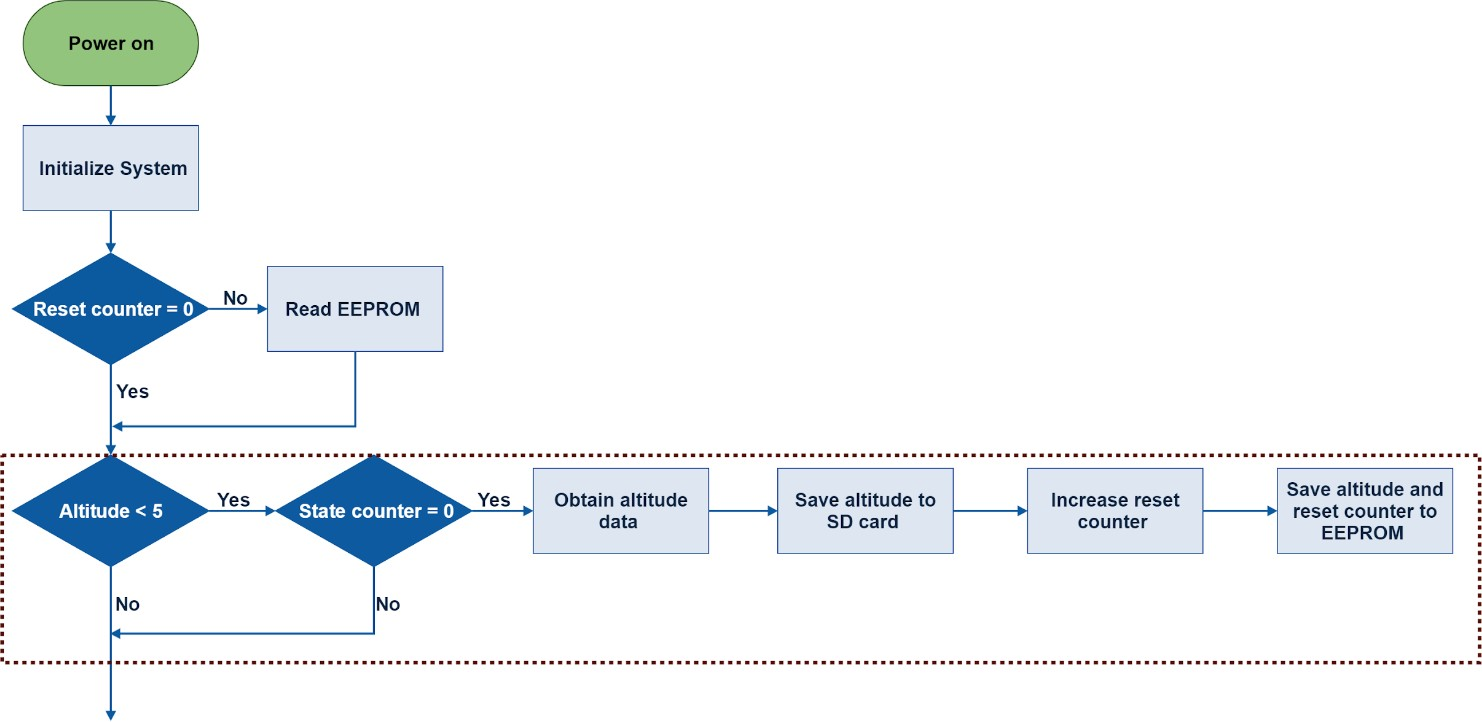 Power on
Initialize System
Reset counter = 0
No
Read EEPROM
Yes
Altitude < 5
Yes
State counter = 0
Yes
Obtain altitude
data
Save altitude to
SD card
Increase reset
counter
Save altitude and
reset counter to
EEPROM
No
No